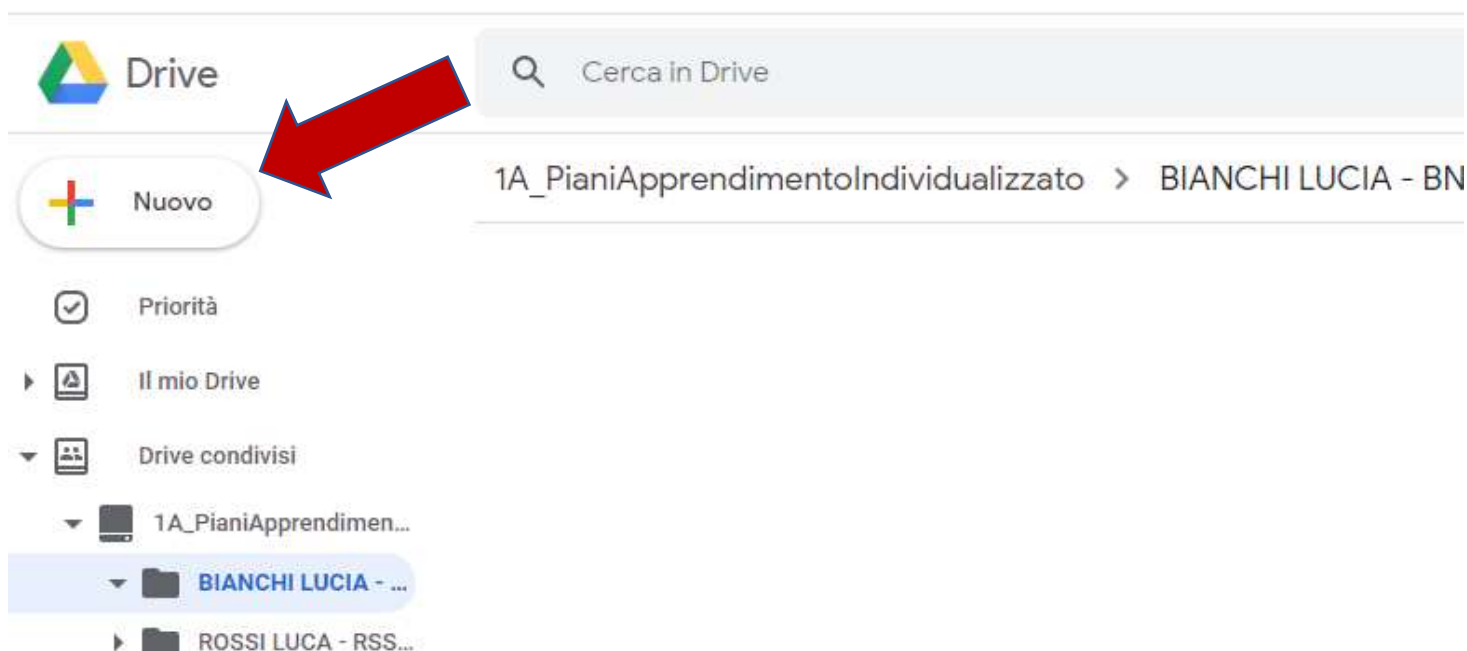 Drive
Cerca in Drive
Nuovo
1A_PianiApprendimentoIndividualizzato > BIANCHI LUCIA - BN
Priorità
Il mio Drive
Drive condivisi
1A_PianiApprendimen...
BIANCHI LUCIA - ...
ROSSI LUCA - RSS...